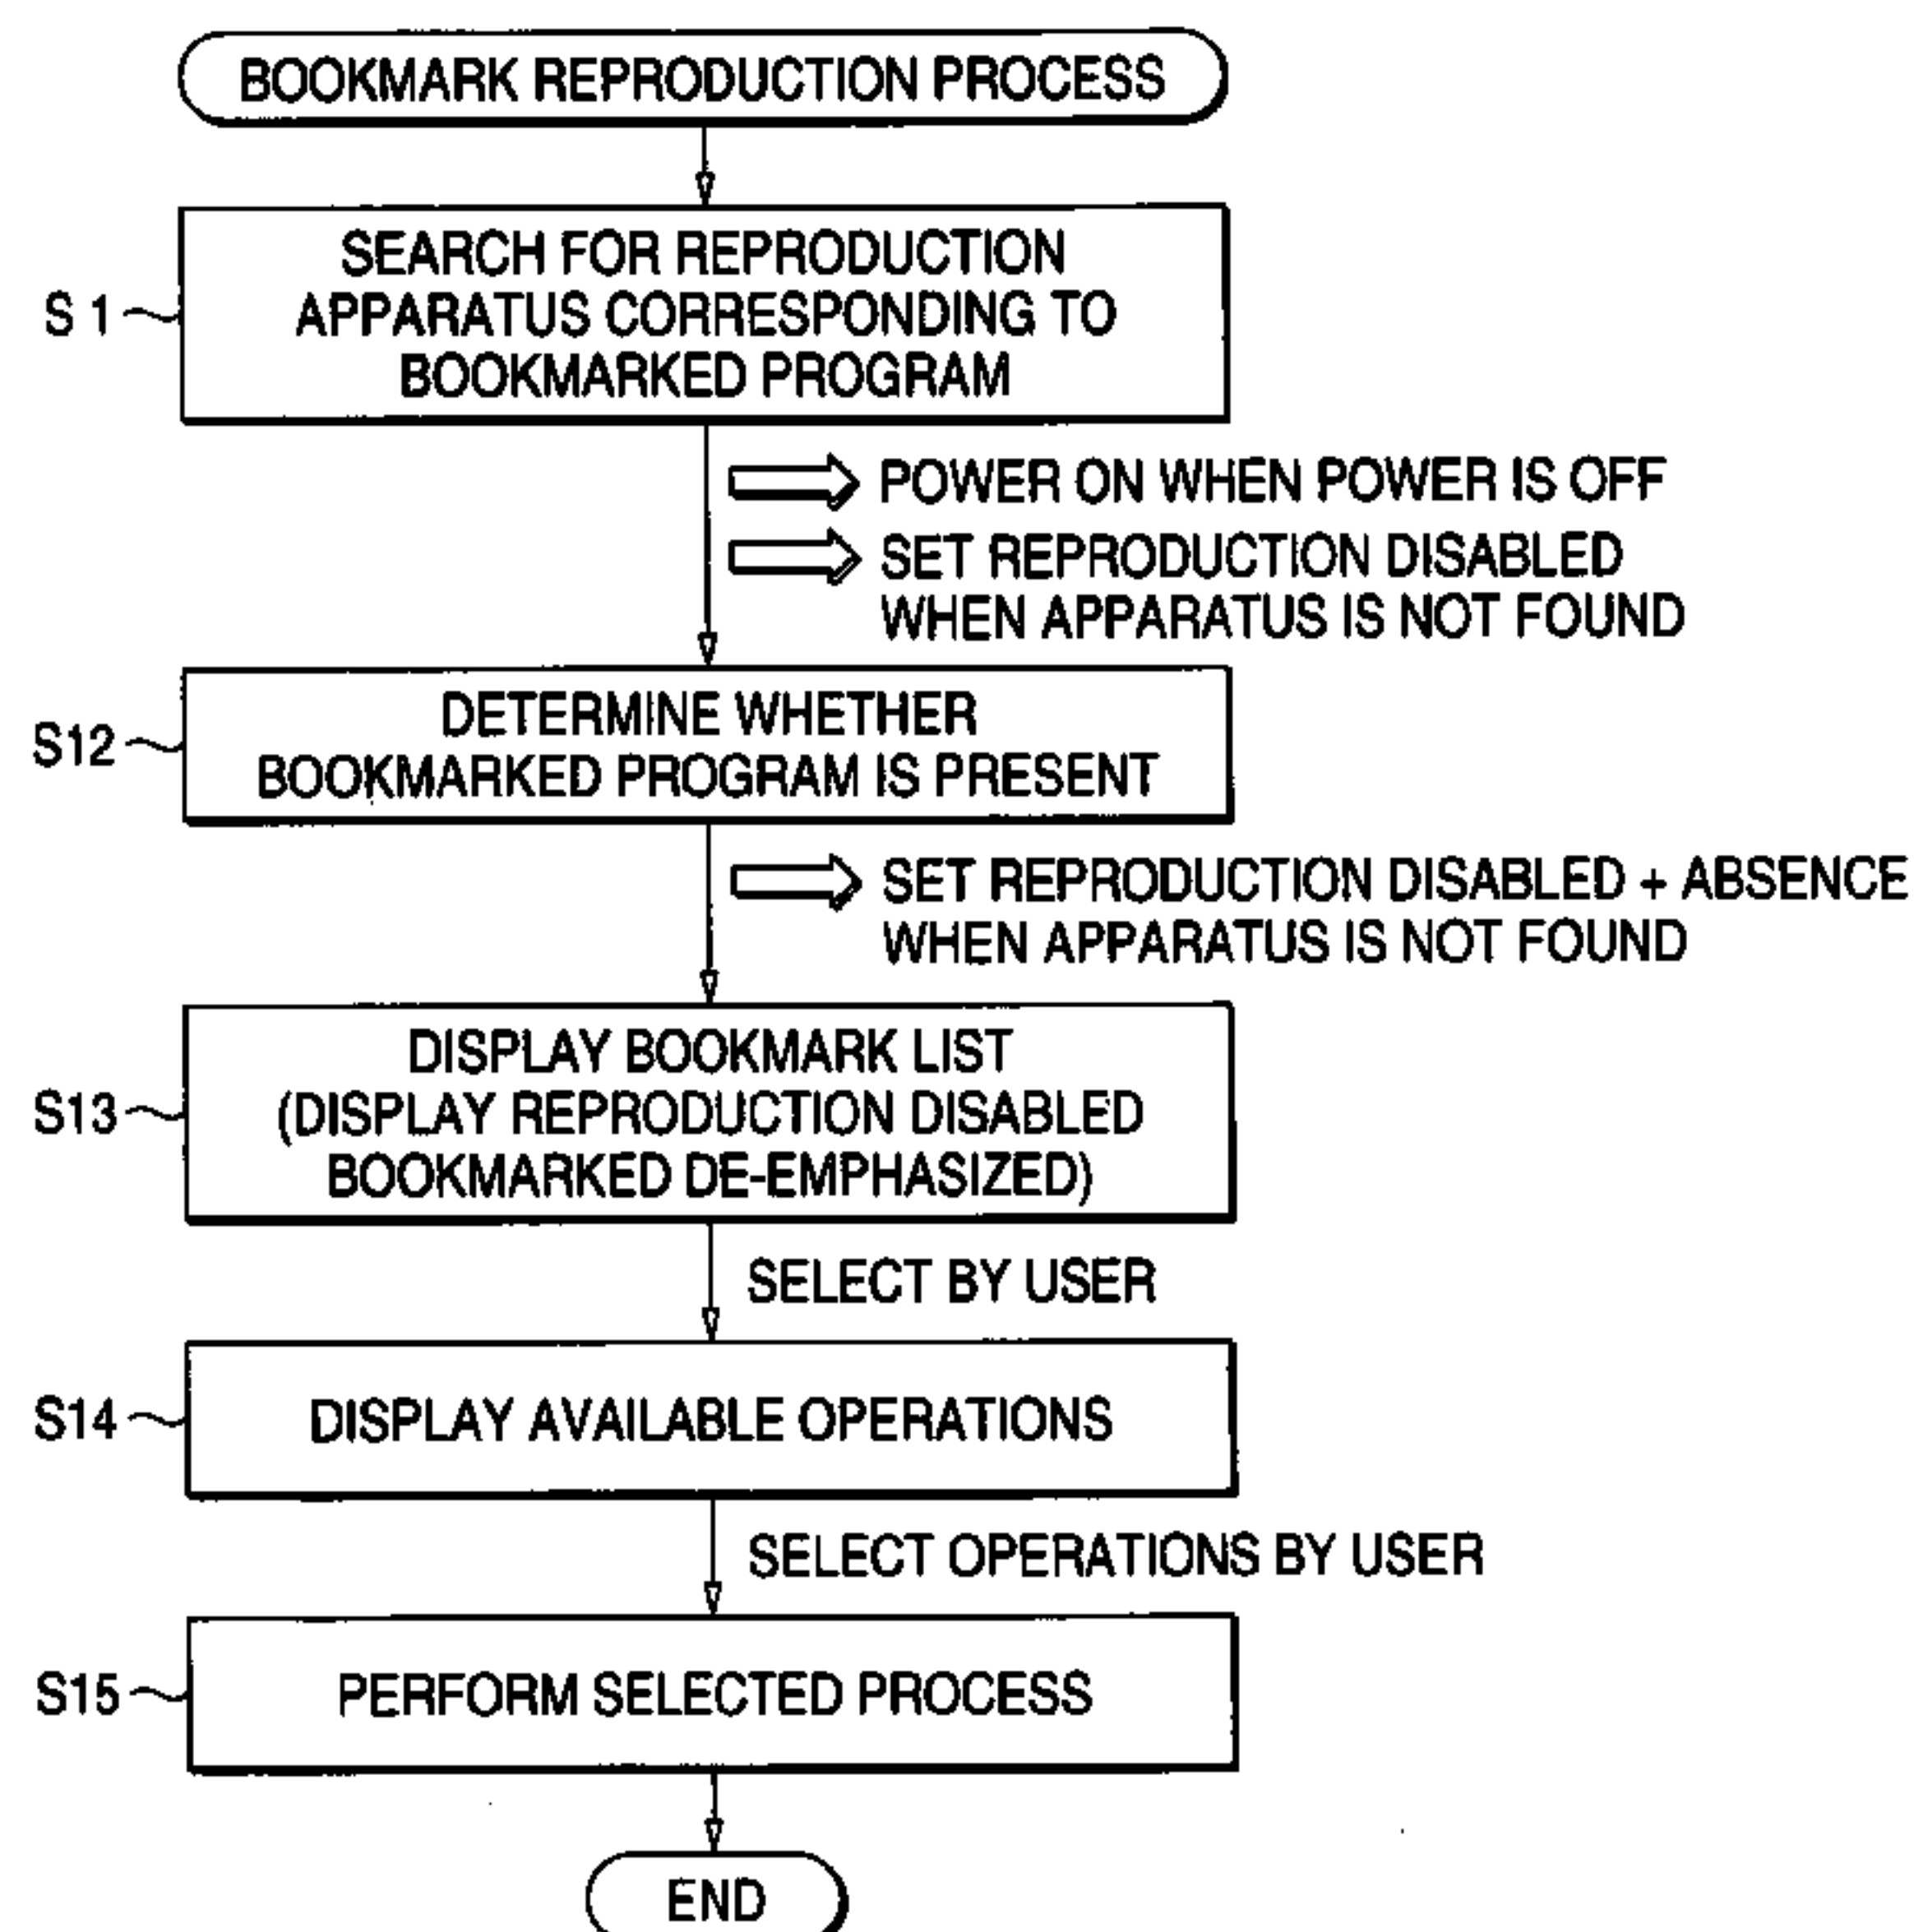 BOOKMARK REPRODUCTION PROCESS
S 1
SEARCH FOR REPRODUCTION
APPARATUS CORRESPONDING TO
BOOKMARKED PROGRAM
POWER ON WHEN POWER IS OFF
SET REPRODUCTION DISABLED
WHEN APPARATUS IS NOT FOUND
S12
DETERMINE WHETHER
BOOKMARKED PROGRAM IS PRESENT
SET REPRODUCTION DISABLED + ABSENCE
WHEN APPARATUS IS NOT FOUND
S13
DISPLAY BOOKMARK LIST
(DISPLAY REPRODUCTION DISABLED
BOOKMARKED DE-EMPHASIZED)
SELECT BY USER
S14
DISPLAY AVAILABLE OPERATIONS
SELECT OPERATIONS BY USER
S15
PERFORM SELECTED PROCESS
END